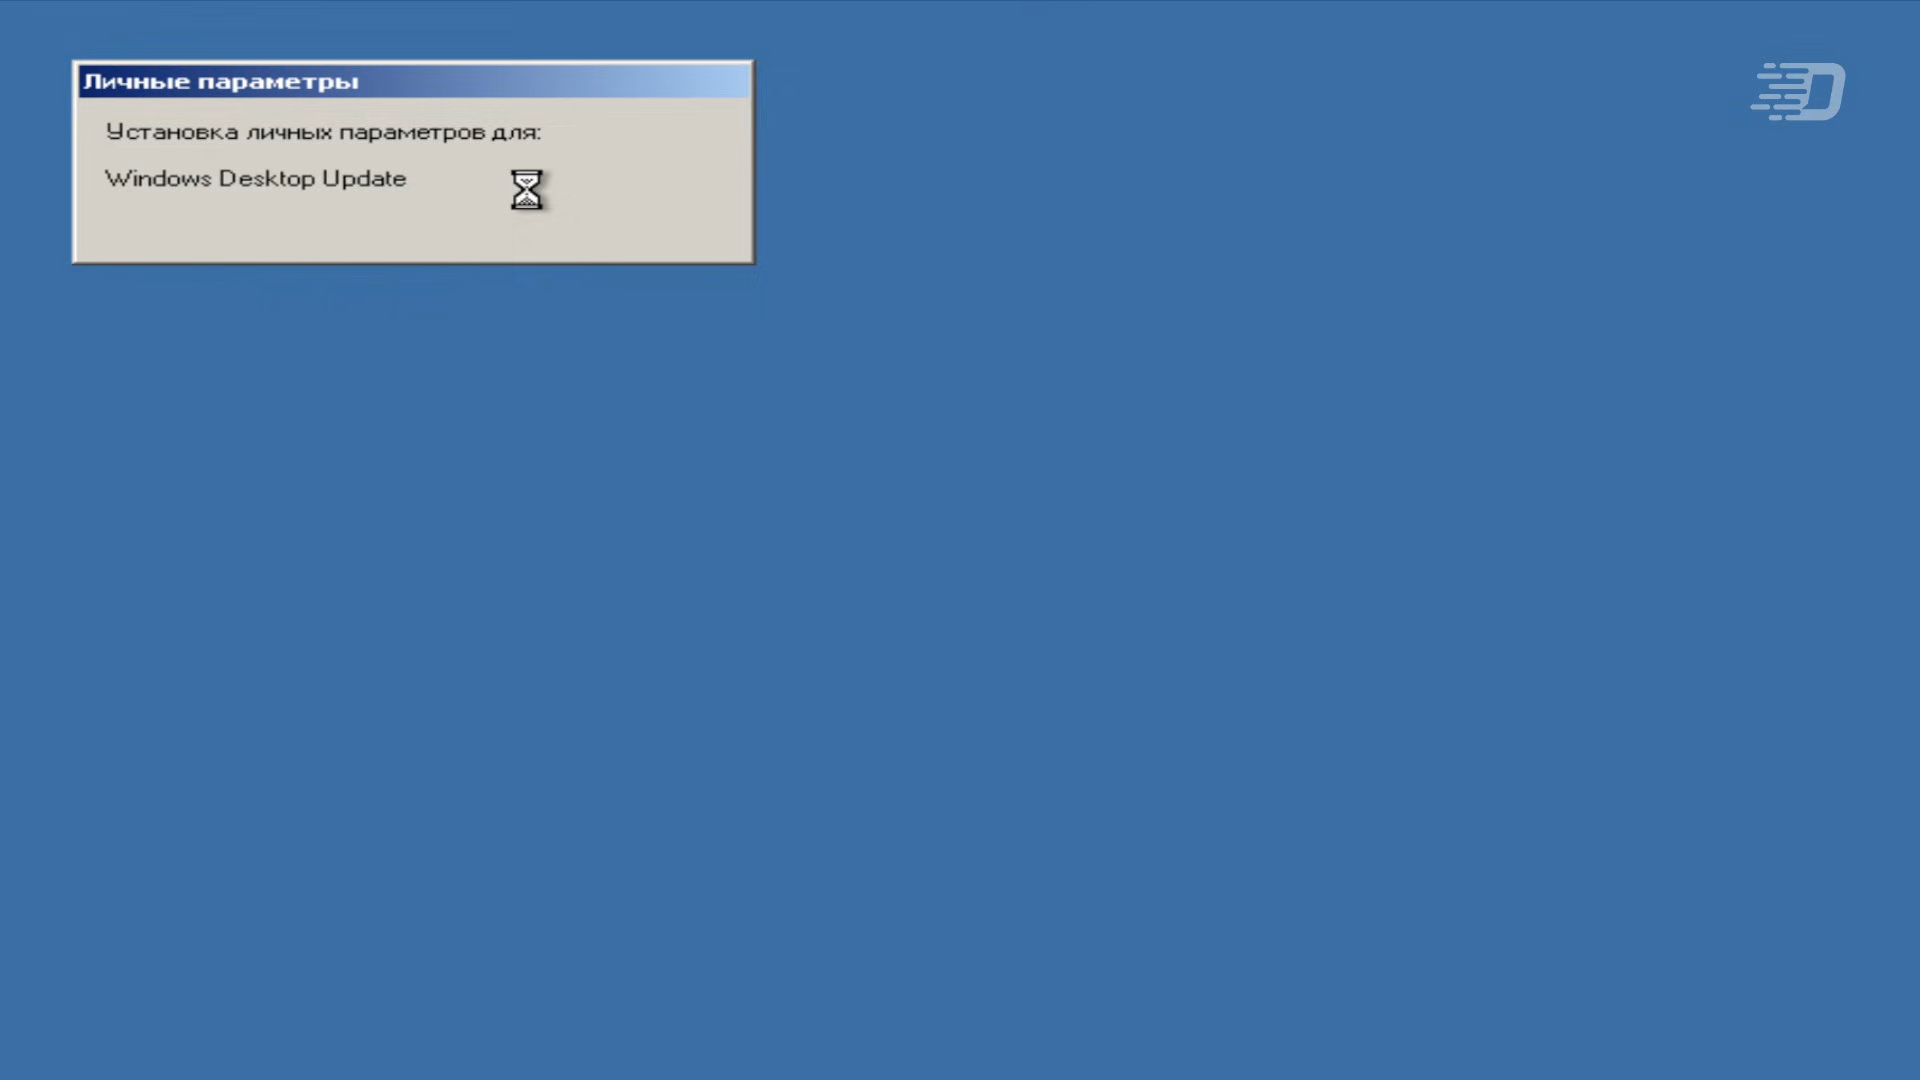 Личные параметры
Установка личных параметров для:
Windows Desktop Update